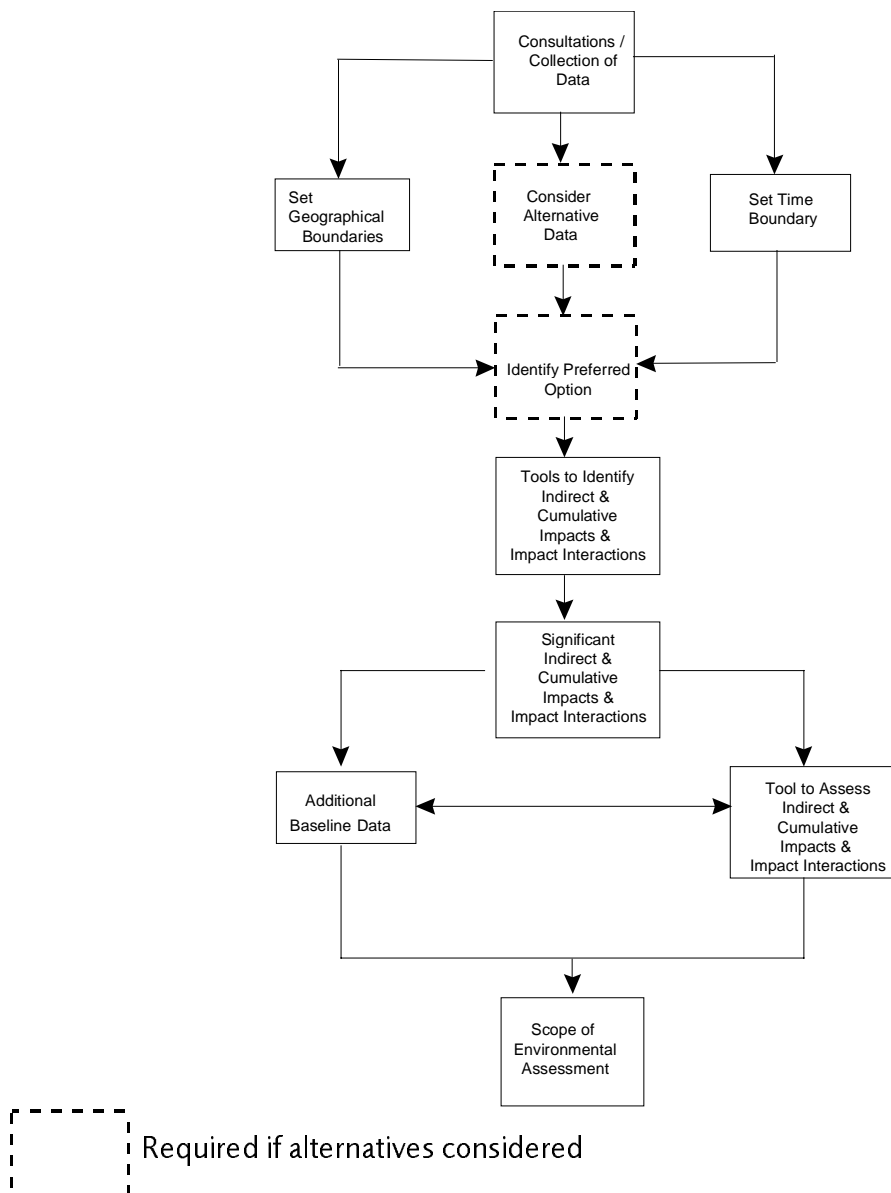 Consultations /
Collection of
Data
Set
Geographical
Boundaries
Consider
Alternative
Data
Set Time
Boundary
Identify Preferred
Option
Tools to Identify
Indirect &
Cumulative
Impacts &
Impact Interactions
Significant
Indirect &
Cumulative
Impacts &
Impact Interactions
Additional
Baseline Data
Tool to Assess
Indirect &
Cumulative
Impacts &
Impact Interactions
Scope of
Environmental
Assessment
Required if alternatives considered